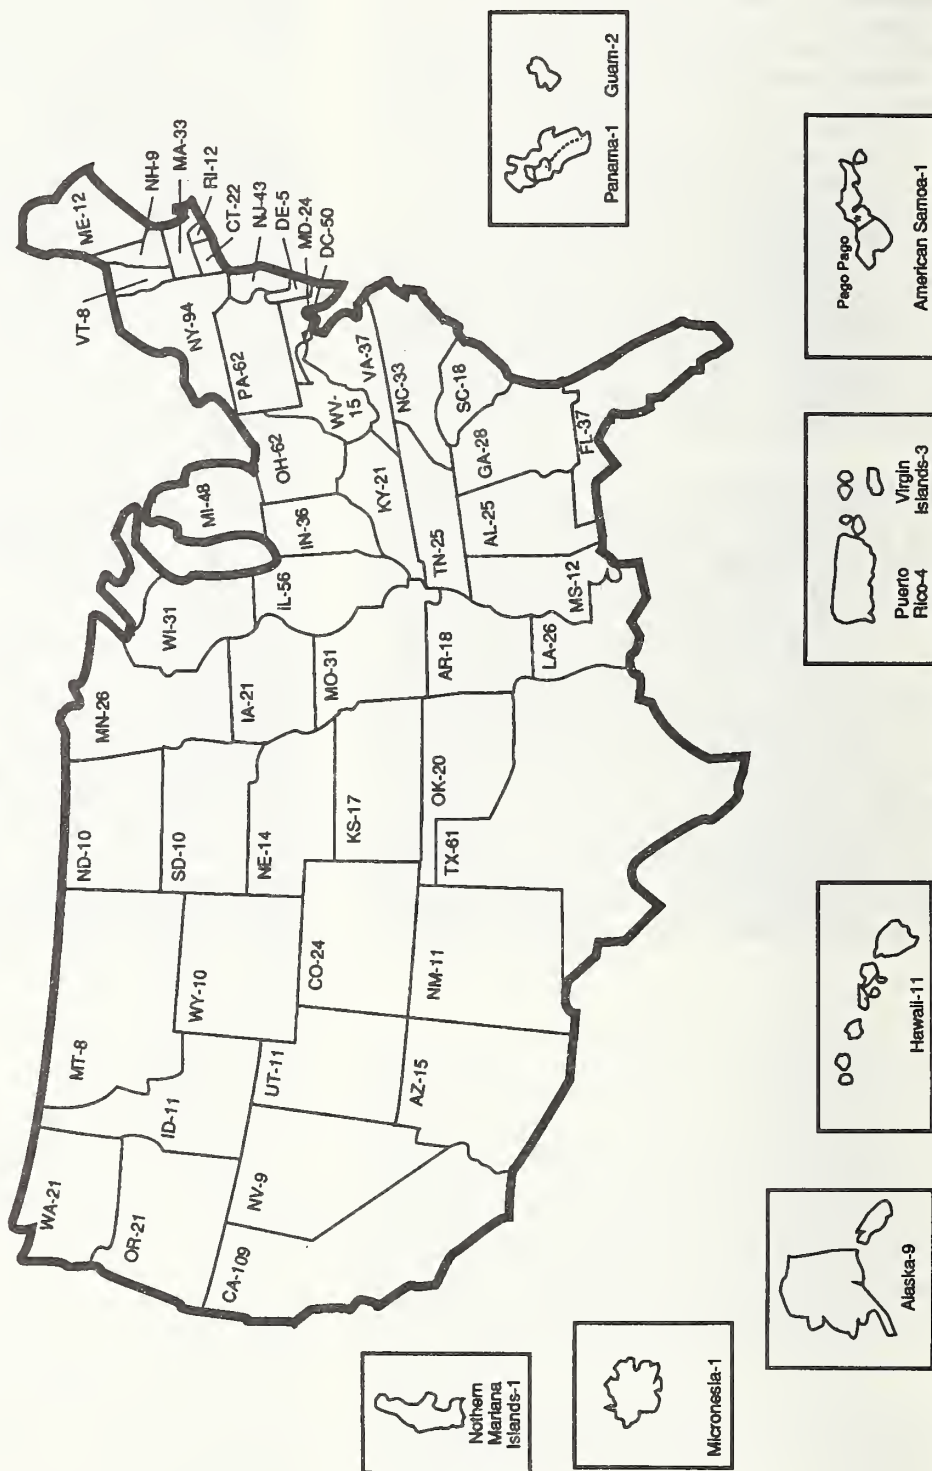 WA-21
OR-21
CA-109
NV-9
ID-11
MT-8
WY-10
UT-11
AZ-15
CO-24
NM-11
ND-10
SD-10
NE-14
KS-17
OK-20
TX-61
MN-26
IA-21
MO-31
AR-18
LA-26
WI-31
IL-56
MI-48
IN-36
OH-62
KY-21
TN-25
MS-12
AL-25
GA-28
FL-37
SC-18
NC-33
VA-37
WV-
15
PA-62
NY-94
VT-8
ME-12
NH-9
MA-33
RI-12
CT-22
NJ-43
DE-5
MD-24
DC-50
Nothern
Mariana
Islands-1
Micronesia-1
Alaska-9
Hawaii-11
Puerto
Rico-4
Virgin
Islands-3
Pago Pago
American Samoa-1
Panama-1
Guam-2